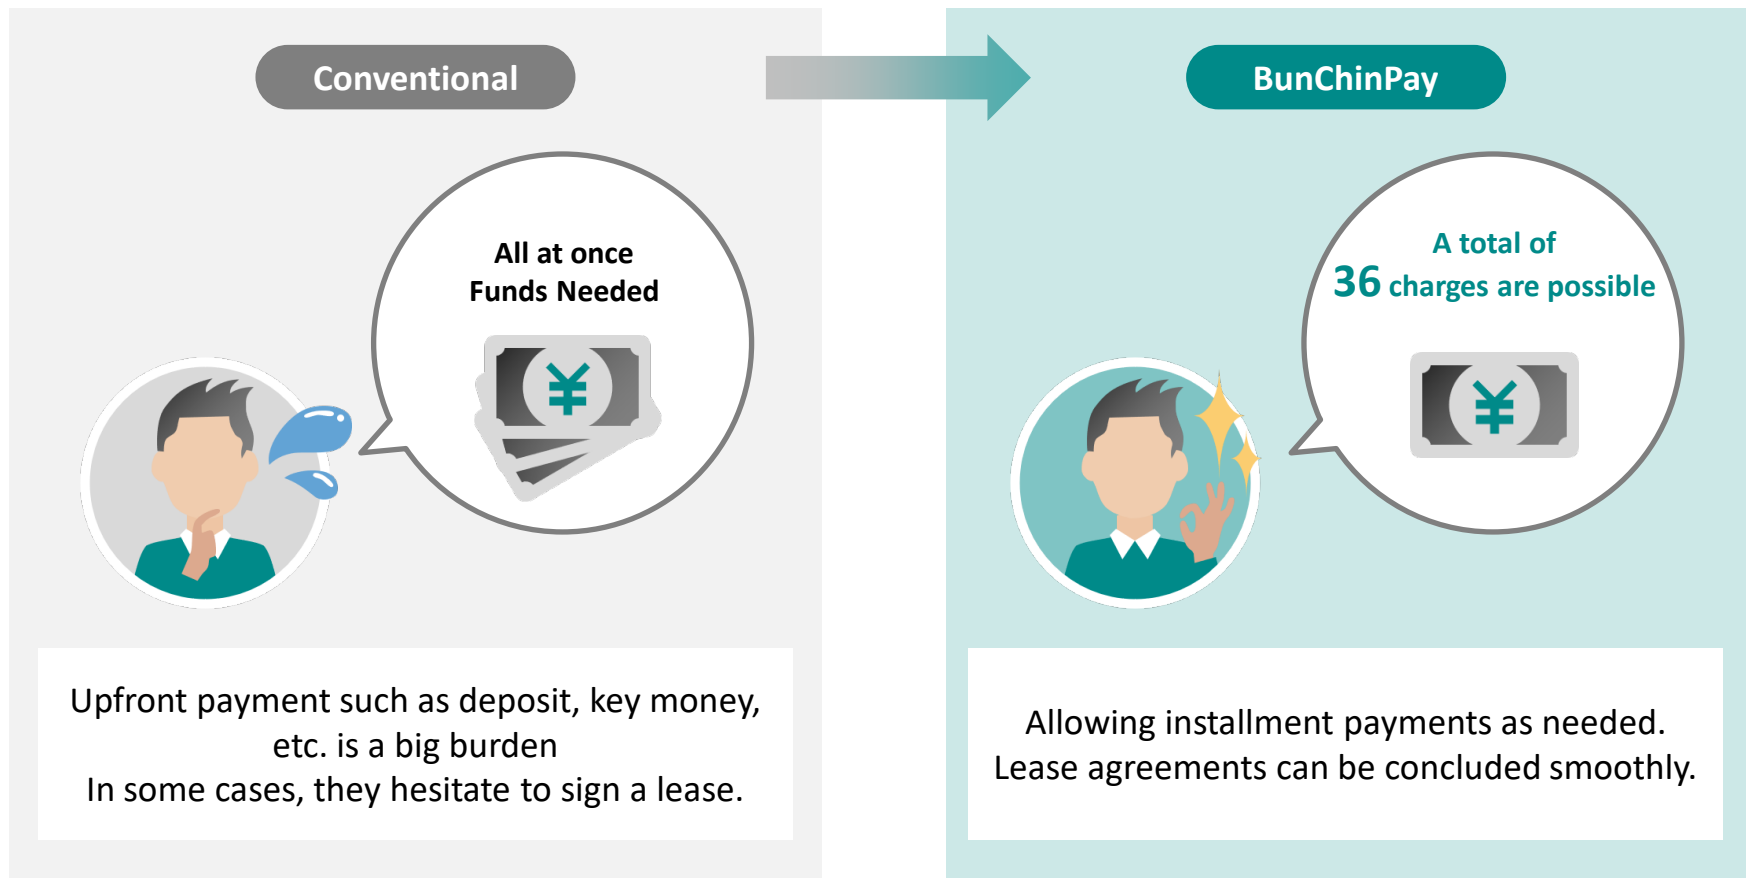 Conventional
All at once
Funds Needed
¥
Upfront payment such as deposit, key money,
etc. is a big burden
In some cases, they hesitate to sign a lease.
BunChinPay
A total of
36 charges are possible
¥
Allowing installment payments as needed.
Lease agreements can be concluded smoothly.